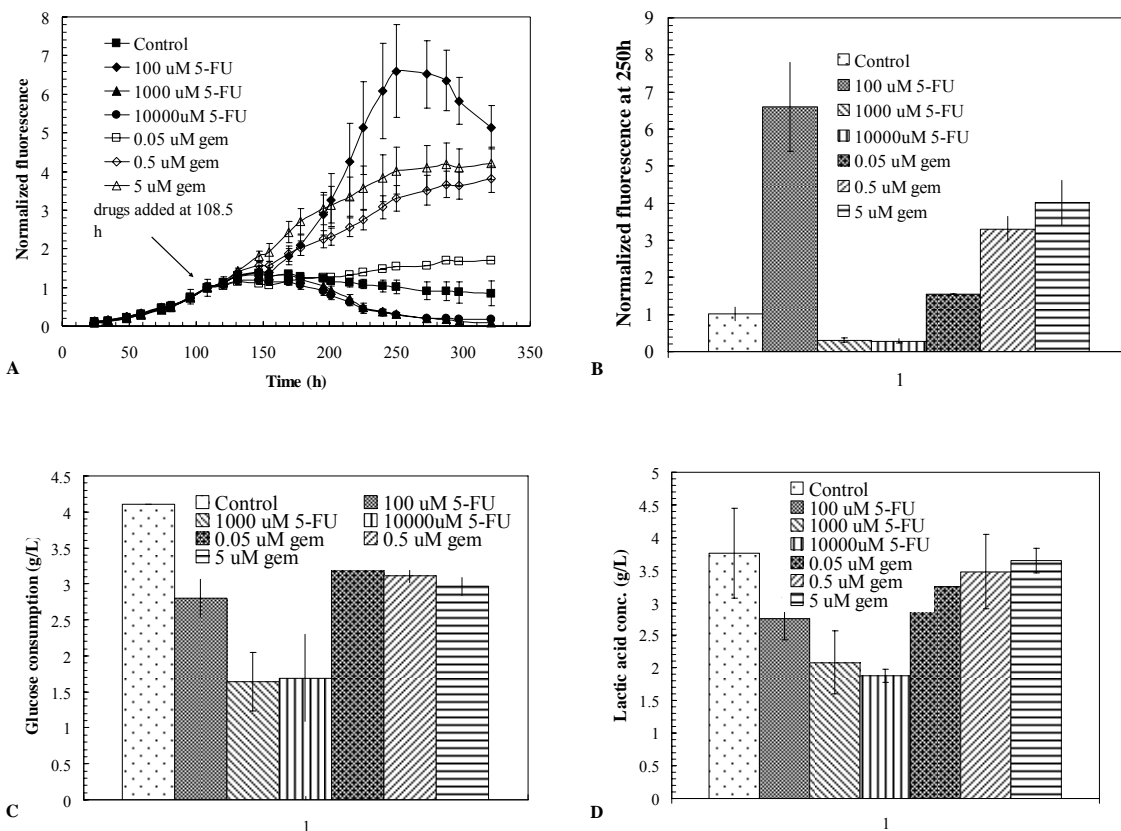 8
7
6
5
4
3
2
1
0
Normalized fluorescence
Control
100 uM 5-FU
1000 uM 5-FU
10000uM 5-FU
0.05 uM gem
0.5 uM gem
5 uM gem
drugs added at 108.5
h
0 50 100 150 200 250 300 350
Time (h)
A
9
8
7
6
5
4
3
2
1
0
Normalized fluorescence at 250h
Control
100 uM 5-FU
1000 uM 5-FU
10000uM 5-FU
0.05 uM gem
0.5 uM gem
5 uM gem
1
B
4.5
4
3.5
3
2.5
2
1.5
1
0.5
0
Glucose consumption (g/L)
Control 100 uM 5-FU
1000 uM 5-FU 10000uM 5-FU
0.05 uM gem 0.5 uM gem
5 uM gem
1
C
5
4.5
4
3.5
3
2.5
2
1.5
1
0.5
0
Lactic acid conc. (g/L)
Control
100 uM 5-FU
1000 uM 5-FU
10000uM 5-FU
0.05 uM gem
0.5 uM gem
5 uM gem
1
D